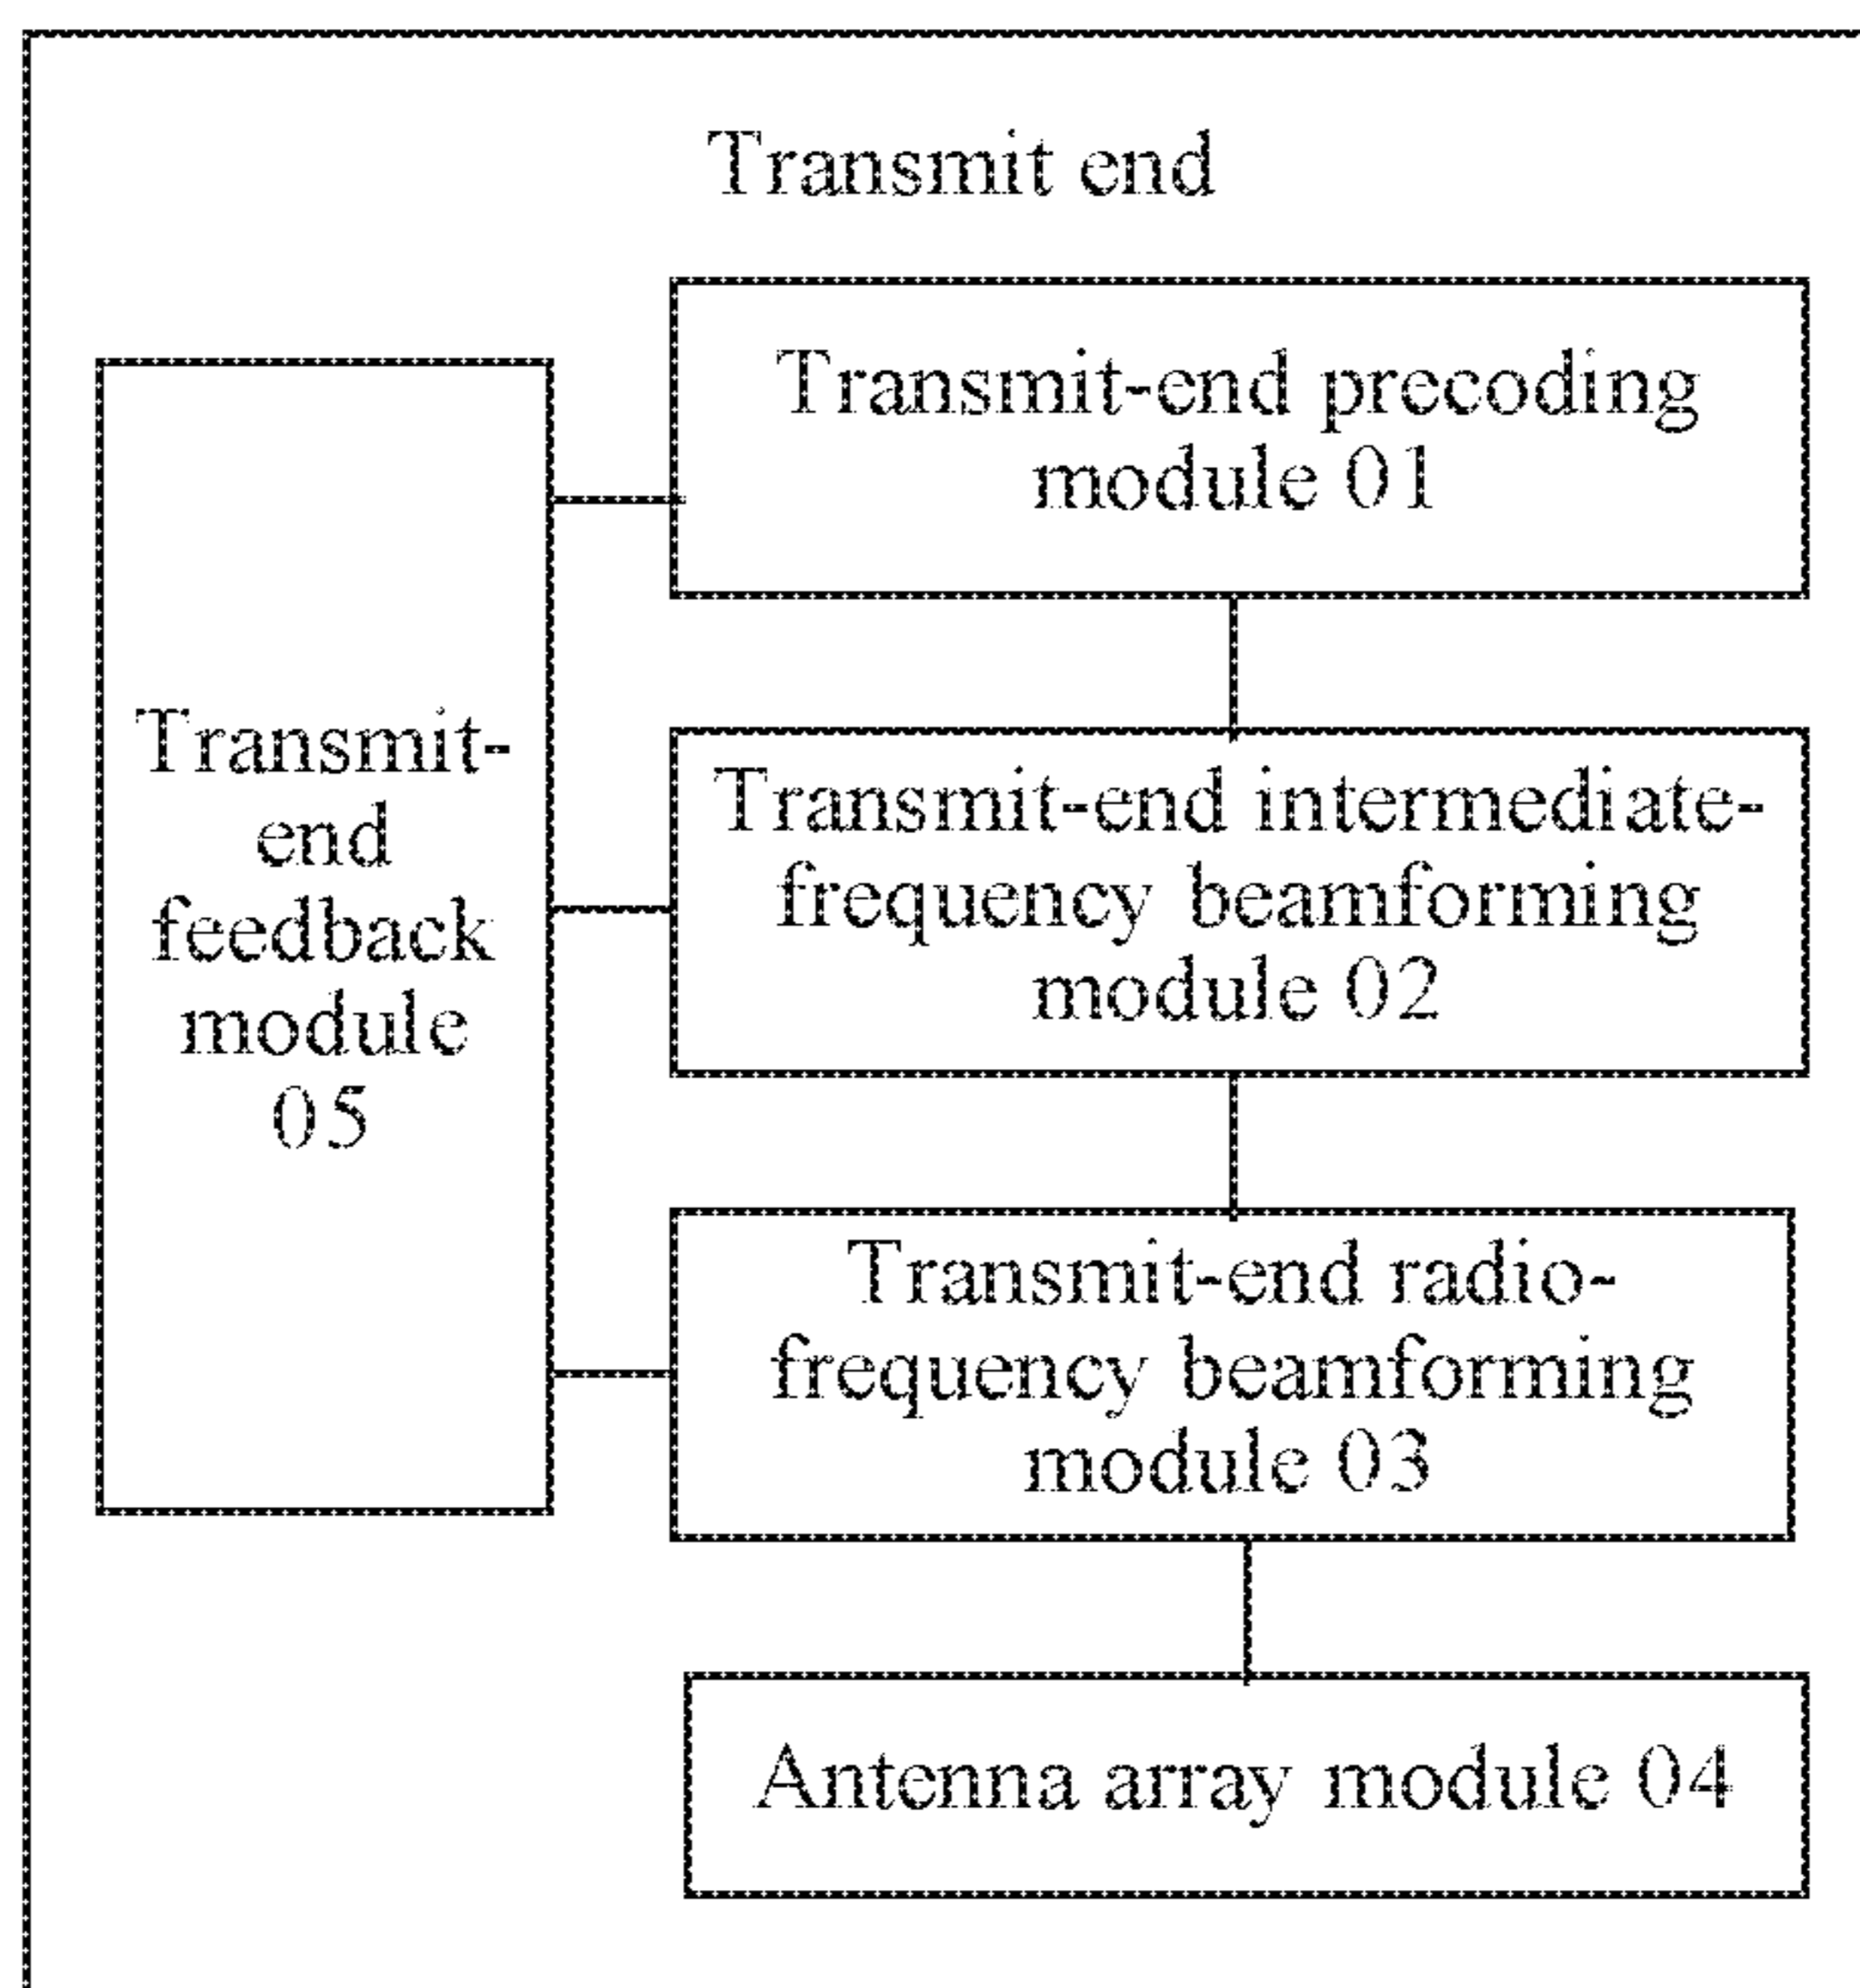 Transmit end
Transmit-end precoding
module 01
Transmit-
end
feedback
module
05
Transmit-end intermediate-
frequency beamforming
module 02
Transmit-end radio-
frequency beamforming
module 03
Antenna array module 04